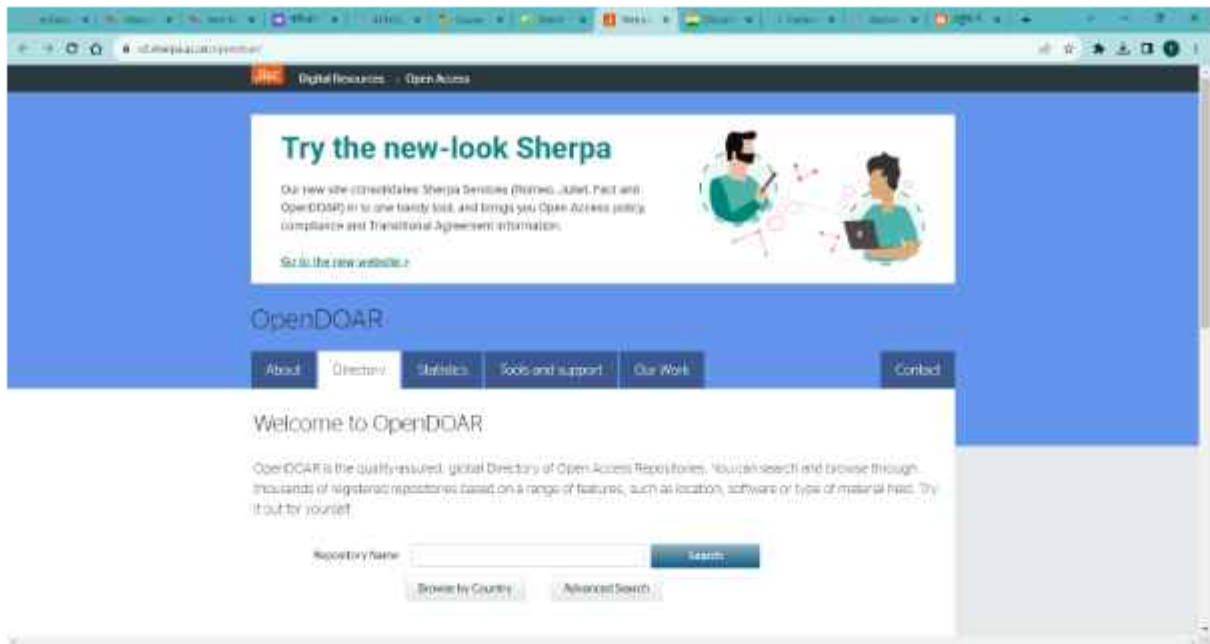 Jisc Digital Resources Open Access
Try the new-look Sherpa
Our new site consolidates Sherpa Services (Romeo, Juliet, Fact and
OpenDOAR) in to one handy tool, and brings you Open Access policy,
compliance and Transitional Agreement information.
Go to the new website >
OpenDOAR
About Directory Statistics Tools and support Our Work Contact
Welcome to OpenDOAR
OpenDOAR is the quality-assured, global Directory of Open Access Repositories. You can search and browse through
thousands of registered repositories based on a range of features, such as location, software or type of material held. Try
it out for yourself:
Repository Name Search
Browse by Country Advanced Search